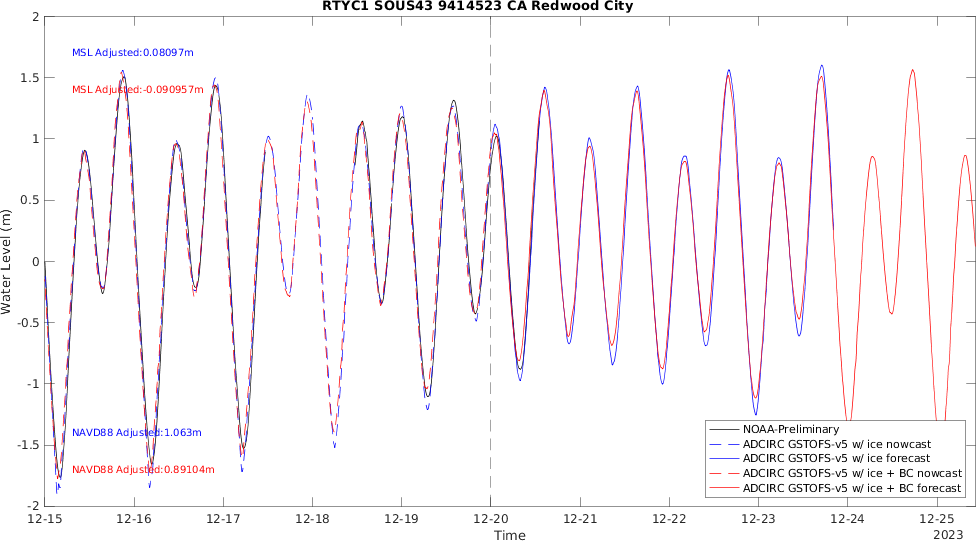 RTYC1 SOUS43 9414523 CA Redwood City
2
MSL Adjusted:0.08097m
1.5
MSL Adjusted:-0.090957m
1
0.5
Water Level (m)
0
-0.5
-1
NAVD88 Adjusted:1.063m
-1.5
NAVD88 Adjusted:0.89104m
-2
NOAA-Preliminary
ADCIRC GSTOFS-v5 w/ ice nowcast
ADCIRC GSTOFS-v5 w/ ice forecast
ADCIRC GSTOFS-v5 w/ ice + BC nowcast
ADCIRC GSTOFS-v5 w/ ice + BC forecast
12-15 12-16 12-17 12-18 12-19 12-20 12-21 12-22 12-23 12-24 12-25
Time 2023